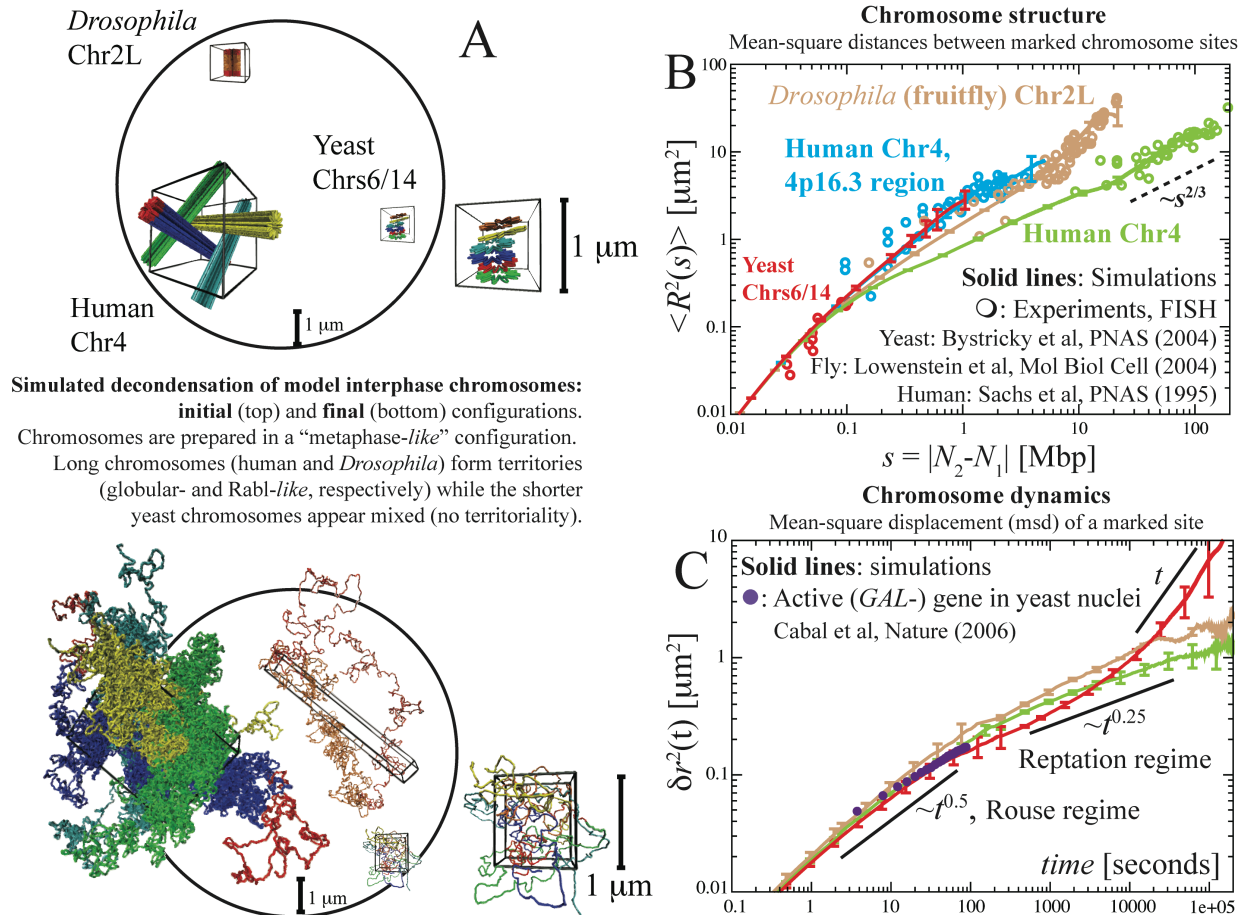 Drosophila
Chr2L
A
Yeast
Chrs6/14
1 μm
Human
Chr4
1 μm
Simulated decondensation of model interphase chromosomes:
initial (top) and final (bottom) configurations.
Chromosomes are prepared in a “metaphase-like” configuration.
Long chromosomes (human and Drosophila) form territories
(globular- and Rabl-like, respectively) while the shorter
yeast chromosomes appear mixed (no territoriality).
1 μm
1 μm
Chromosome structure
Mean-square distances between marked chromosome sites
B
100
10
1
0.1
0.01
<R²(s)> [μm²]
Drosophila (fruitfly) Chr2L
Human Chr4,
4p16.3 region
~s^2/3
Human Chr4
Yeast
Chrs6/14
Solid lines: Simulations
: Experiments, FISH
Yeast: Bystricky et al, PNAS (2004)
Fly: Lowenstein et al, Mol Biol Cell (2004)
Human: Sachs et al, PNAS (1995)
0.01 0.1 1 10 100
s = |N₂-N₁| [Mbp]
Chromosome dynamics
Mean-square displacement (msd) of a marked site
C
10
1
0.1
0.01
δr²(t) [μm²]
Solid lines: simulations
: Active (GAL-) gene in yeast nuclei
Cabal et al, Nature (2006)
t
~t^0.25
Reptation regime
~t^0.5, Rouse regime
time [seconds]
0.1 1 10 100 1000 10000 1e+05